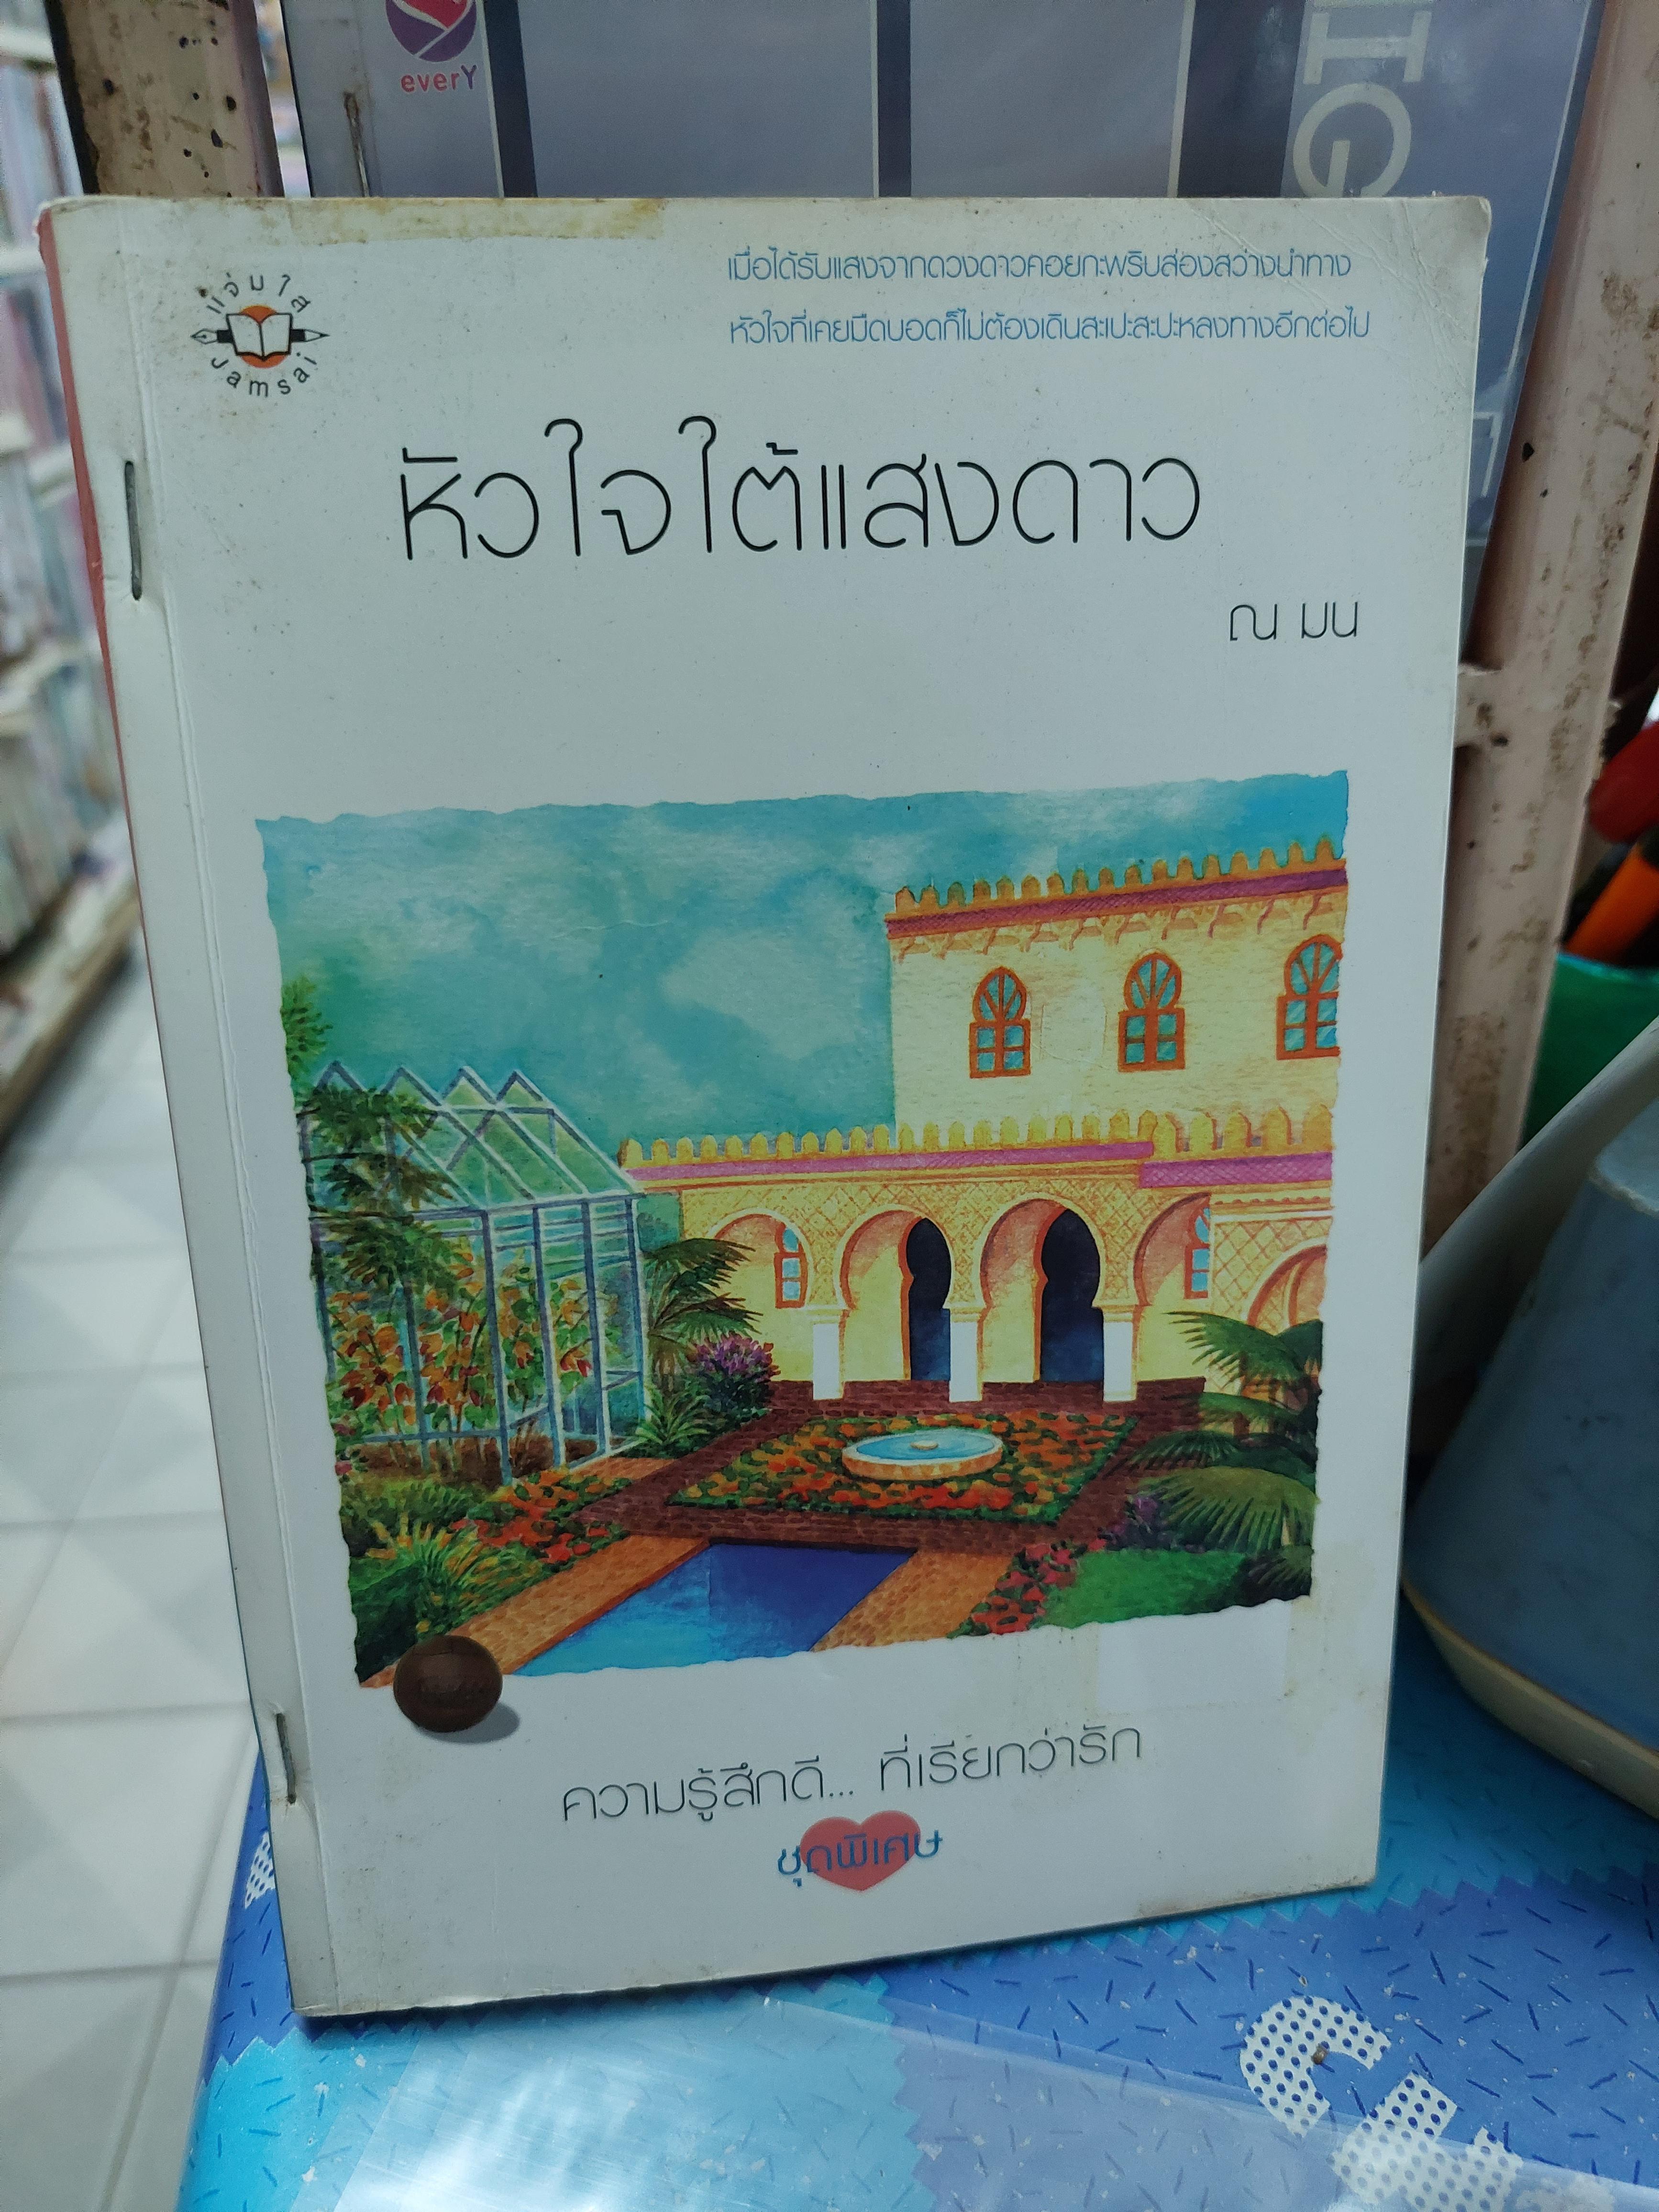 everY
IG
เมื่อได้รับแสงจากดวงดาวคอยกะพริบส่องสว่างนำทาง
หัวใจที่เคยมืดบอดก็ไม่ต้องเดินสะเปะสะปะหลงทางอีกต่อไป
แจ่มใส
Jamsai
หัวใจใต้แสงดาว
ณ มน
ความรู้สึกดี... ที่เรียกว่ารัก
ชุดพิเศษ